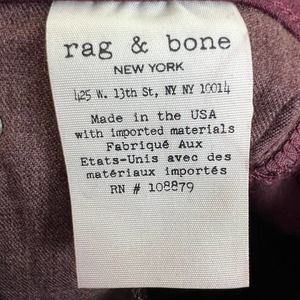 rag & bone
NEW YORK
425 W. 13th St, NY NY 10014
Made in the USA
with imported materials
Fabriqué Aux
Etats-Unis avec des
matériaux importés
RN # 108879